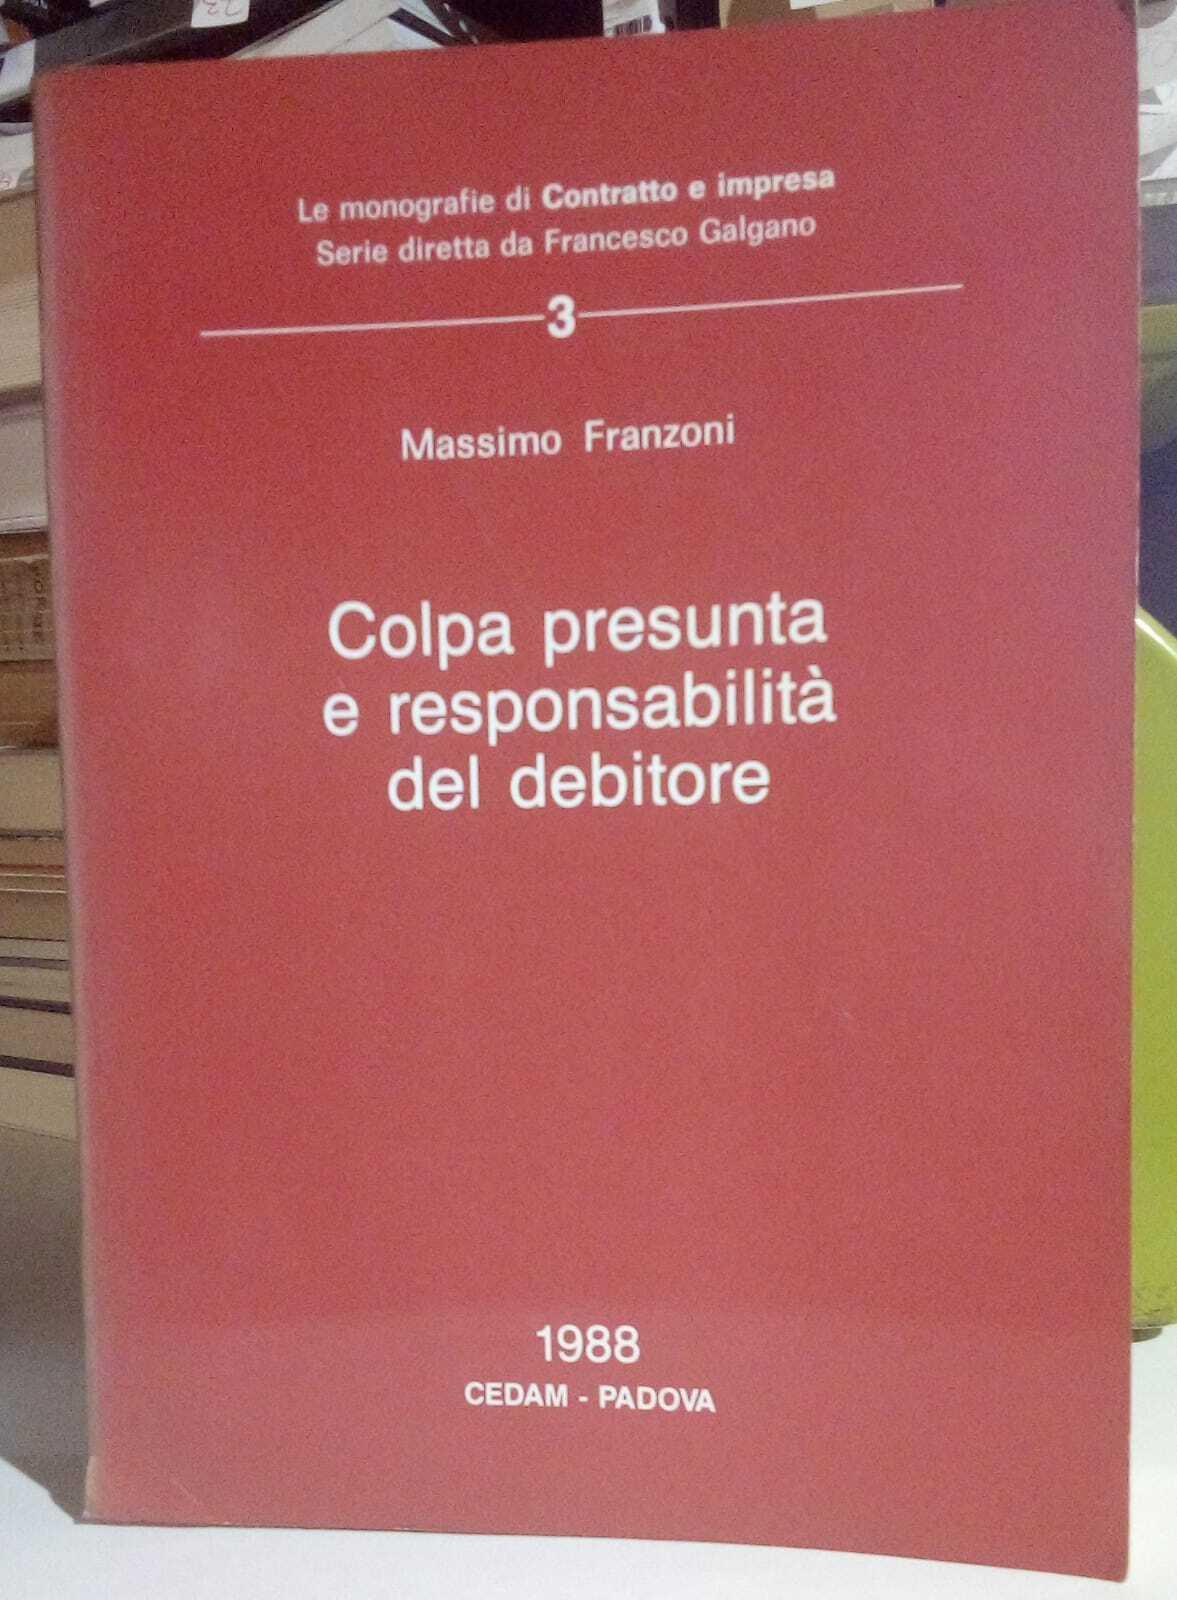 Le monografie di Contratto e impresa
Serie diretta da Francesco Galgano
3
Massimo Franzoni
Colpa presunta
e responsabilità
del debitore
1988
CEDAM - PADOVA